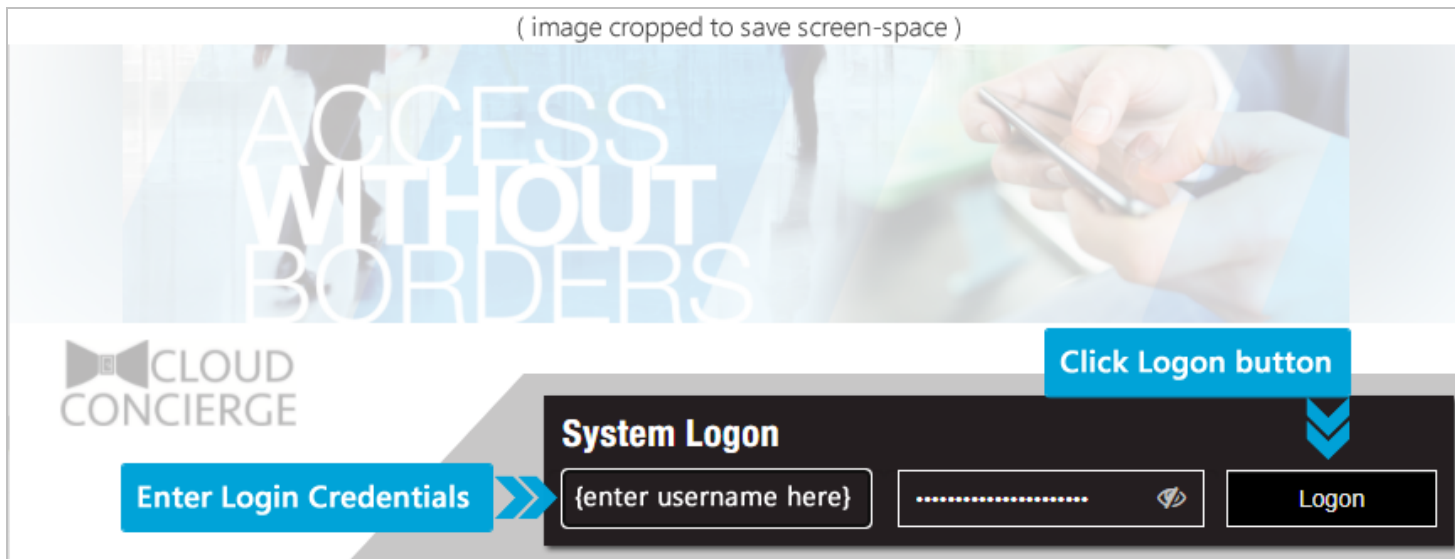 ( image cropped to save screen-space )
ACCESS
WITHOUT
BORDERS
CLOUD
CONCIERGE
Click Logon button
System Logon
Enter Login Credentials
{enter username here}
••••••••••••••••••••••
Logon